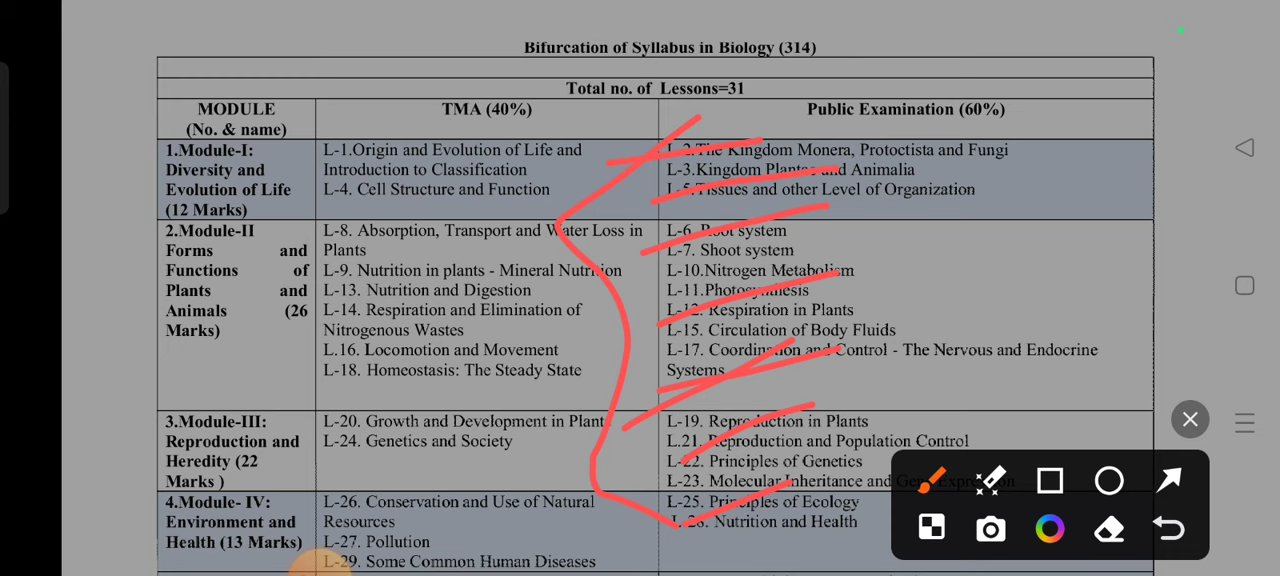 Bifurcation of Syllabus in Biology (314)
Total no. of Lessons=31
MODULE
(No. & name)
TMA (40%)
Public Examination (60%)
1.Module-I:
Diversity and
Evolution of Life
(12 Marks)
L-1.Origin and Evolution of Life and
Introduction to Classification
L-4. Cell Structure and Function
L-2.The Kingdom Monera, Protoctista and Fungi
L-3.Kingdom Plantae and Animalia
L-5.Tissues and other Level of Organization
2.Module-II
Forms and
Functions of
Plants and
Animals (26
Marks)
L-8. Absorption, Transport and Water Loss in
Plants
L-9. Nutrition in plants - Mineral Nutrition
L-13. Nutrition and Digestion
L-14. Respiration and Elimination of
Nitrogenous Wastes
L.16. Locomotion and Movement
L-18. Homeostasis: The Steady State
L-6. Root system
L-7. Shoot system
L-10.Nitrogen Metabolism
L-11.Photosynthesis
L-12. Respiration in Plants
L-15. Circulation of Body Fluids
L-17. Coordination and Control - The Nervous and Endocrine
Systems
3.Module-III:
Reproduction and
Heredity (22
Marks )
L-20. Growth and Development in Plants
L-24. Genetics and Society
L-19. Reproduction in Plants
L.21. Reproduction and Population Control
L-22. Principles of Genetics
L-23. Molecular Inheritance and Gene Expression
4.Module- IV:
Environment and
Health (13 Marks)
L-26. Conservation and Use of Natural
Resources
L-27. Pollution
L-29. Some Common Human Diseases
L-25. Principles of Ecology
Nutrition and Health